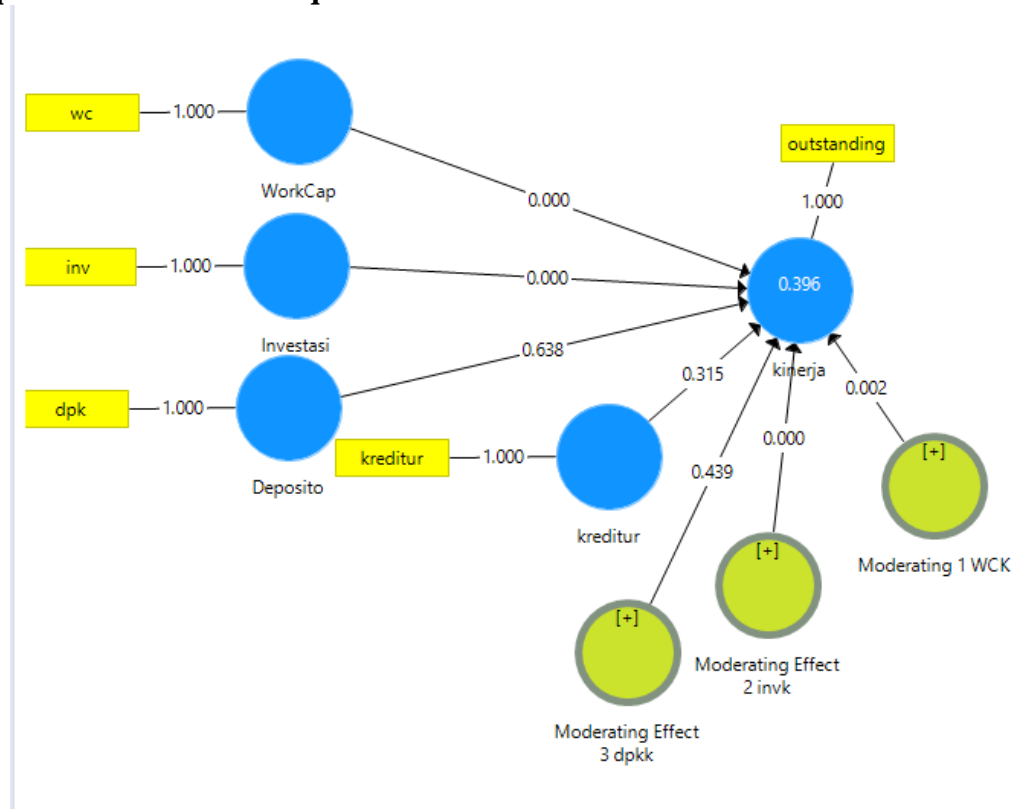 wc
1.000
WorkCap
outstanding
1.000
0.000
inv
1.000
0.000
0.396
Investasi
kinerja
0.638
dpk
1.000
Deposito
0.315
0.002
kreditur
1.000
kreditur
0.439
0.000
[+]
Moderating 1 WCK
[+]
Moderating Effect
2 invk
[+]
Moderating Effect
3 dpkk